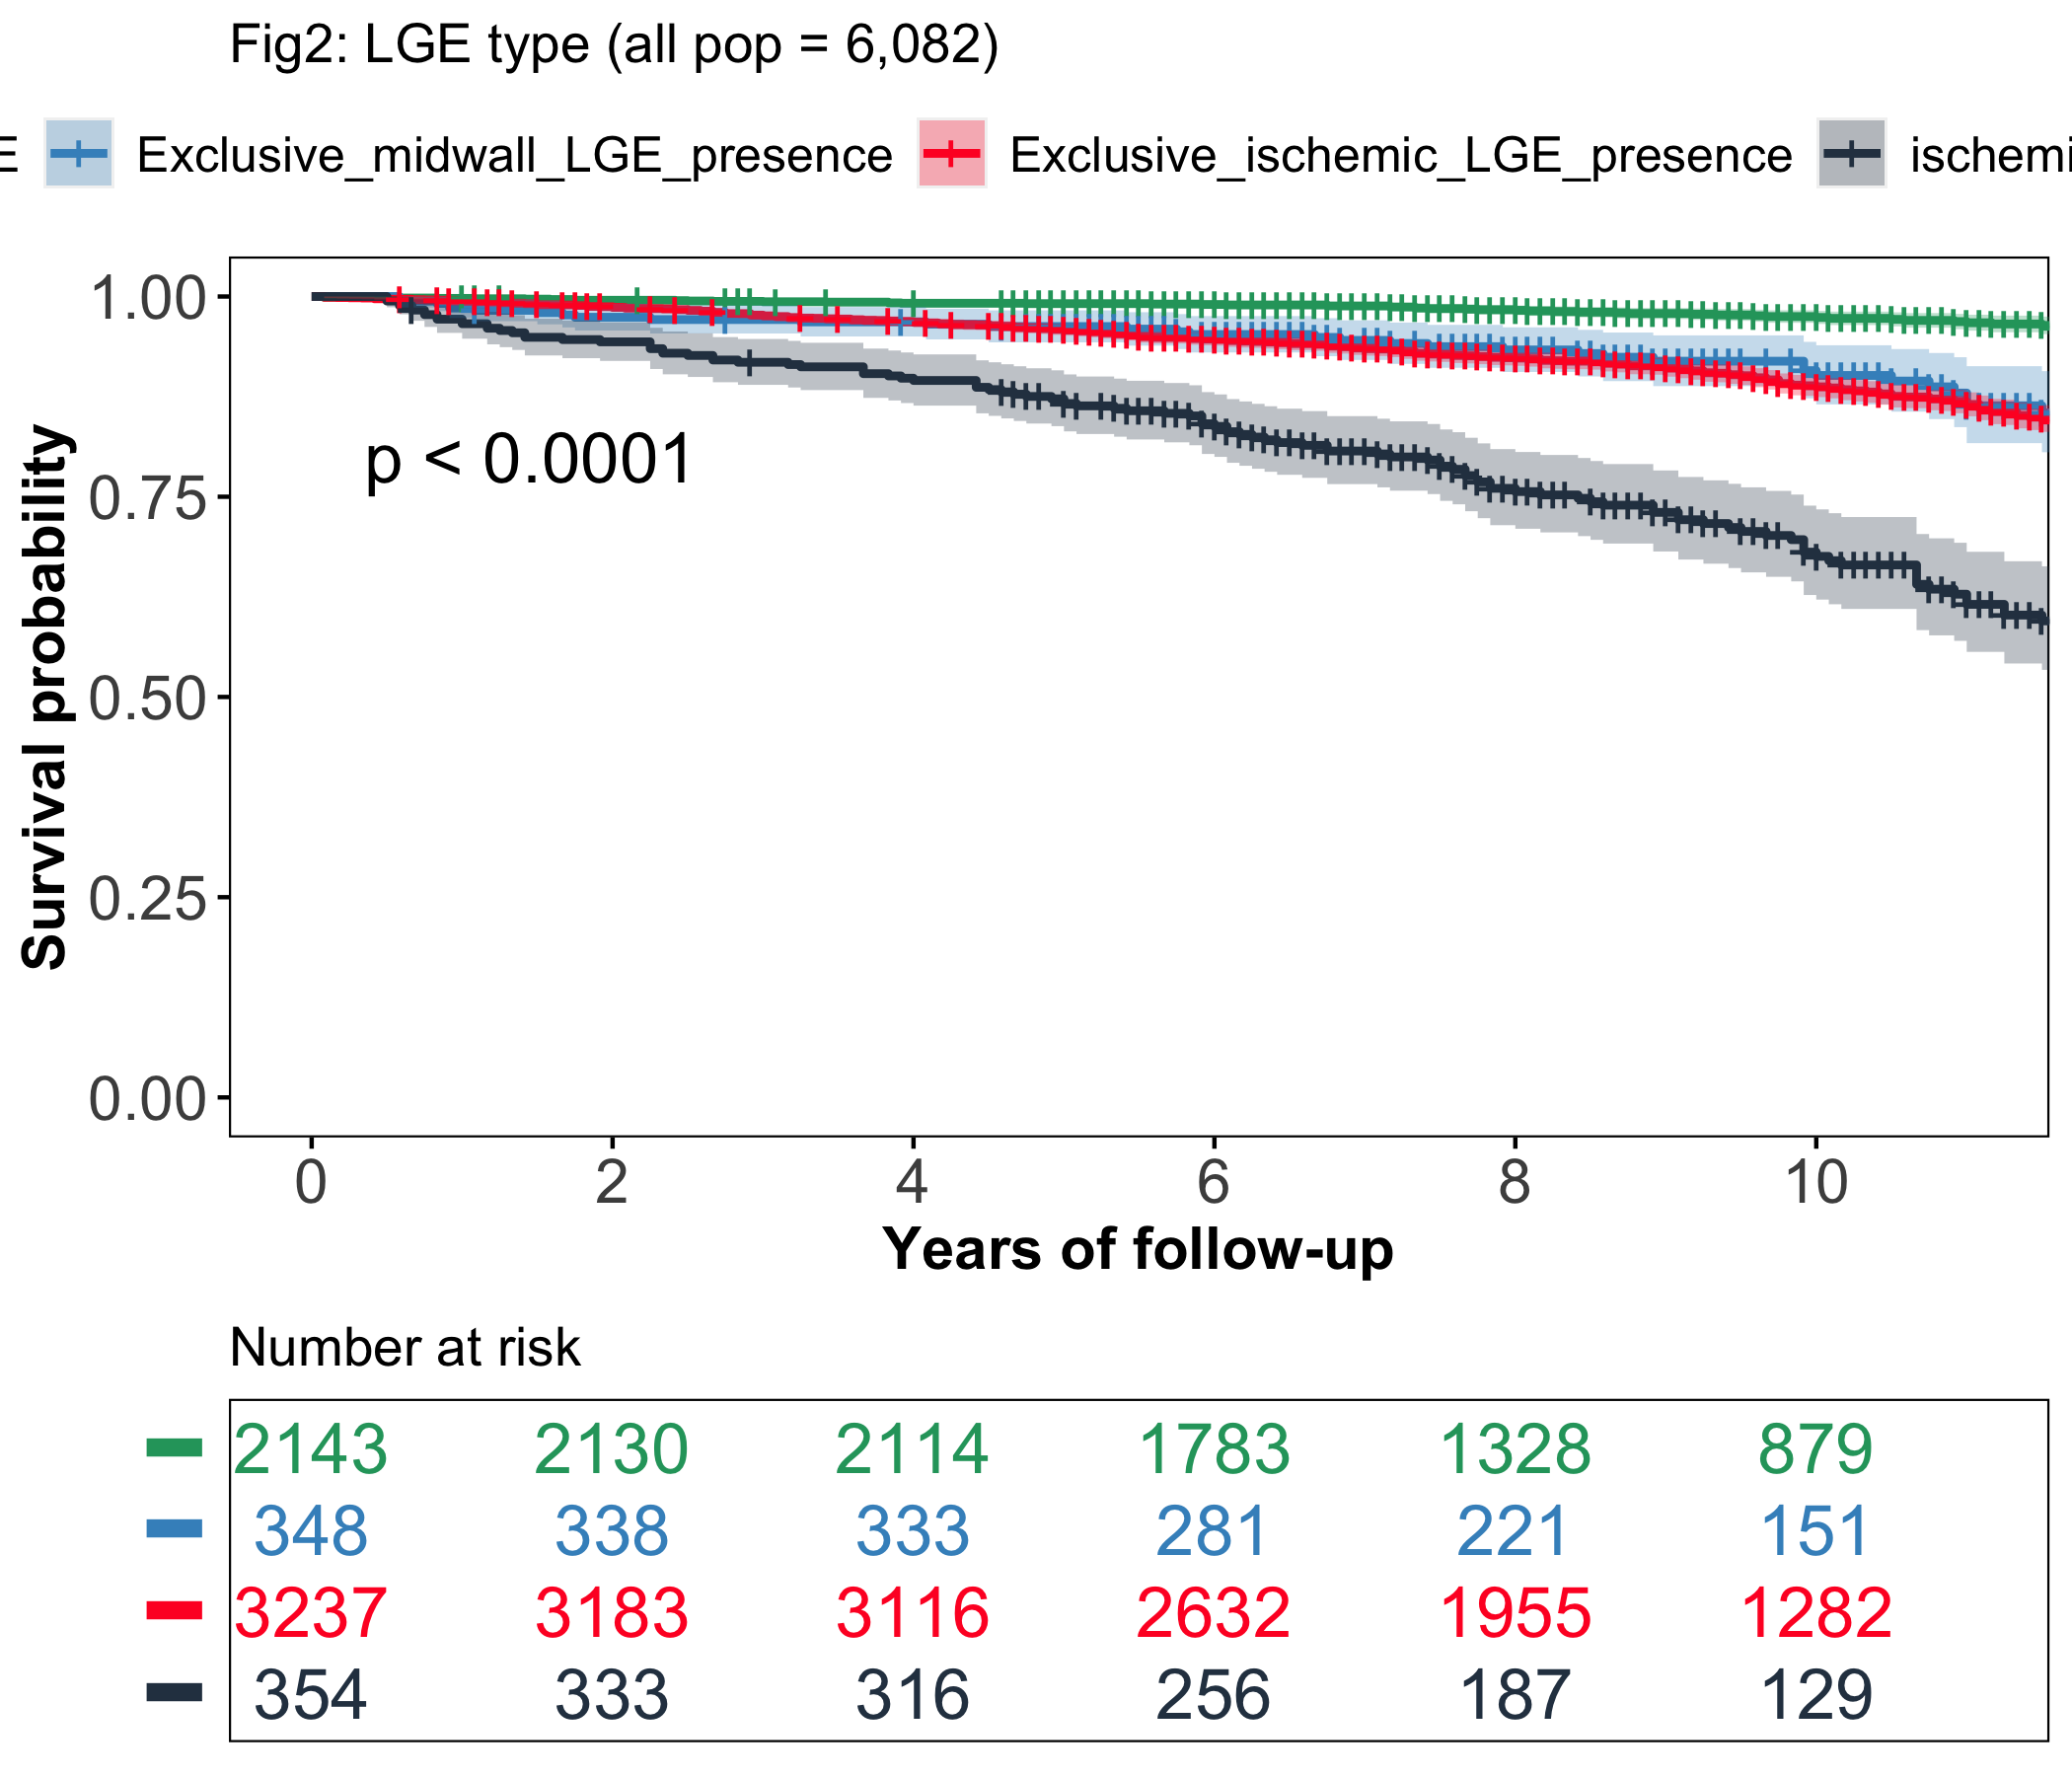 Fig2: LGE type (all pop = 6,082)
E Exclusive_midwall_LGE_presence Exclusive_ischemic_LGE_presence ischemi
1.00
0.75
0.50
0.25
0.00
Survival probability
p < 0.0001
0 2 4 6 8 10
Years of follow-up
Number at risk
2143 2130 2114 1783 1328 879
348 338 333 281 221 151
3237 3183 3116 2632 1955 1282
354 333 316 256 187 129